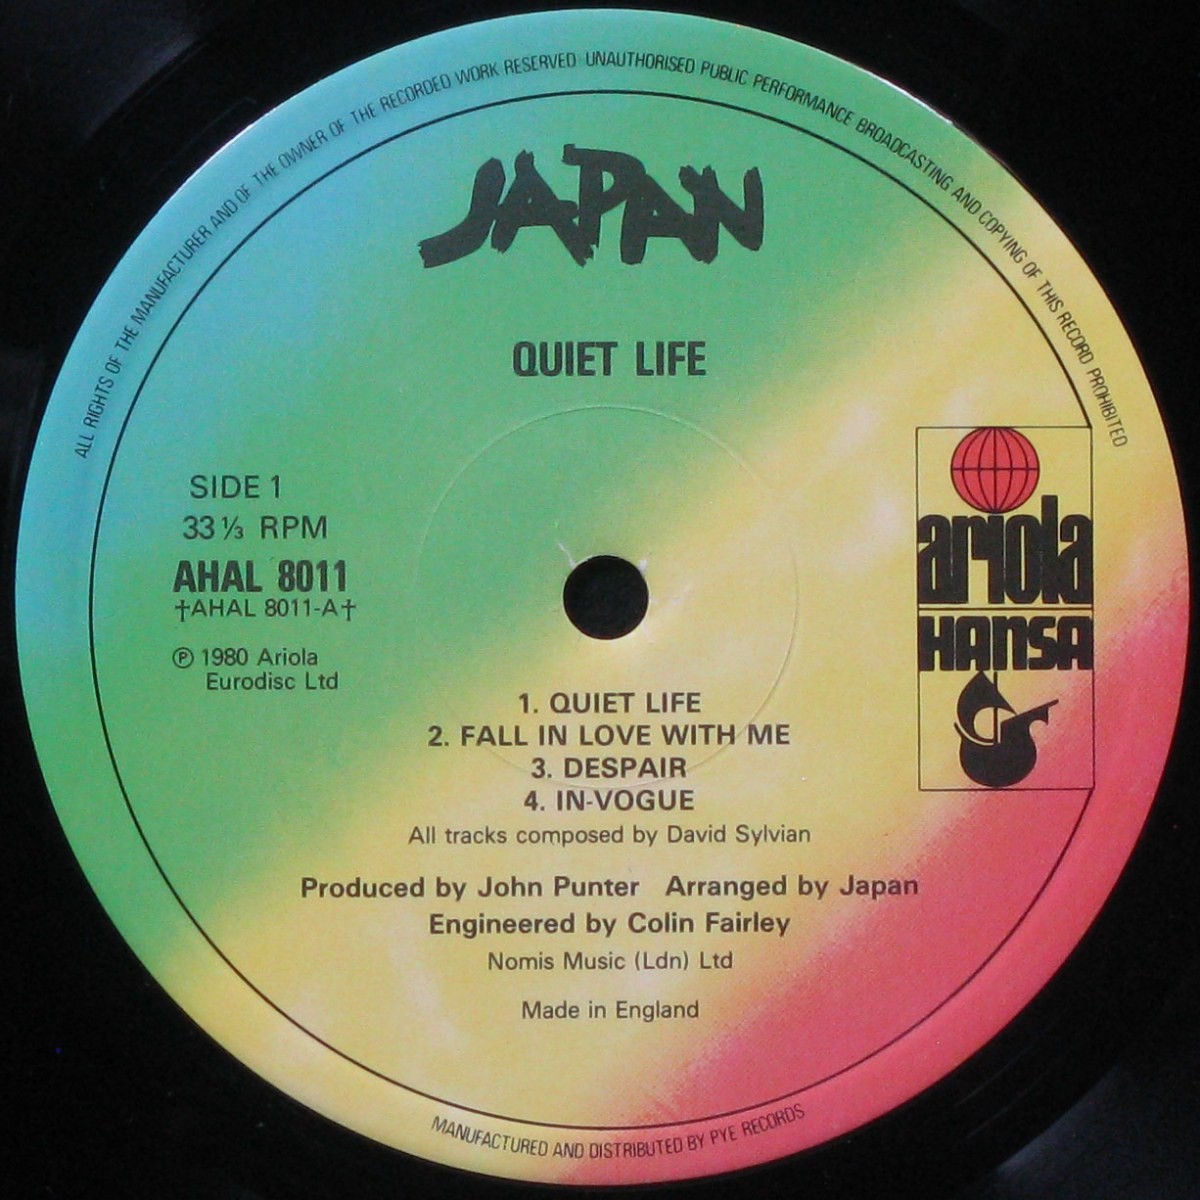 ALL RIGHTS OF THE MANUFACTURER AND OF THE OWNER OF THE RECORDED WORK RESERVED UNAUTHORISED PUBLIC PERFORMANCE BROADCASTING AND COPYING OF THIS RECORD PROHIBITED
JAPAN
QUIET LIFE
SIDE 1
33 ⅓ RPM
AHAL 8011
†AHAL 8011-A†
℗ 1980 Ariola
Eurodisc Ltd
ariola
HANSA
1. QUIET LIFE
2. FALL IN LOVE WITH ME
3. DESPAIR
4. IN-VOGUE
All tracks composed by David Sylvian
Produced by John Punter Arranged by Japan
Engineered by Colin Fairley
Nomis Music (Ldn) Ltd
Made in England
MANUFACTURED AND DISTRIBUTED BY PYE RECORDS